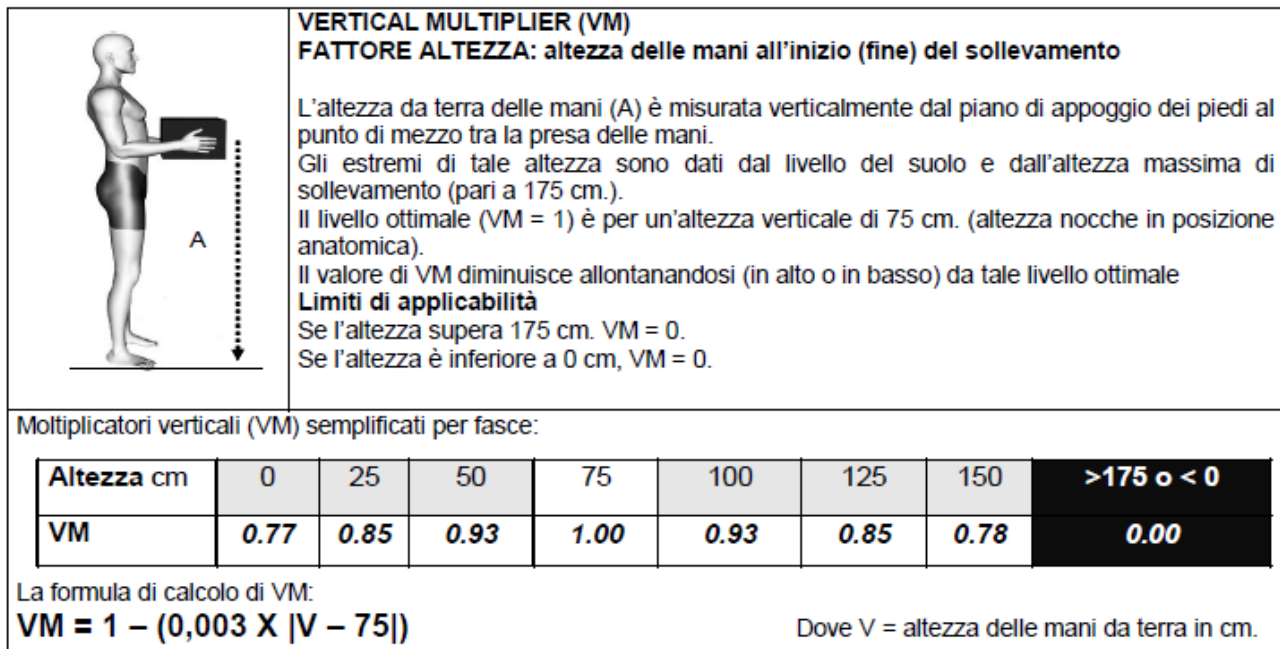 VERTICAL MULTIPLIER (VM)
FATTORE ALTEZZA: altezza delle mani all'inizio (fine) del sollevamento
L'altezza da terra delle mani (A) è misurata verticalmente dal piano di appoggio dei piedi al
punto di mezzo tra la presa delle mani.
Gli estremi di tale altezza sono dati dal livello del suolo e dall'altezza massima di
sollevamento (pari a 175 cm.).
Il livello ottimale (VM = 1) è per un'altezza verticale di 75 cm. (altezza nocche in posizione
anatomica).
Il valore di VM diminuisce allontanandosi (in alto o in basso) da tale livello ottimale
Limiti di applicabilità
Se l'altezza supera 175 cm. VM = 0.
Se l'altezza è inferiore a 0 cm, VM = 0.
A
Moltiplicatori verticali (VM) semplificati per fasce:
Altezza cm 0 25 50 75 100 125 150 >175 o < 0
VM 0.77 0.85 0.93 1.00 0.93 0.85 0.78 0.00
La formula di calcolo di VM:
VM = 1 – (0,003 X |V – 75|) Dove V = altezza delle mani da terra in cm.